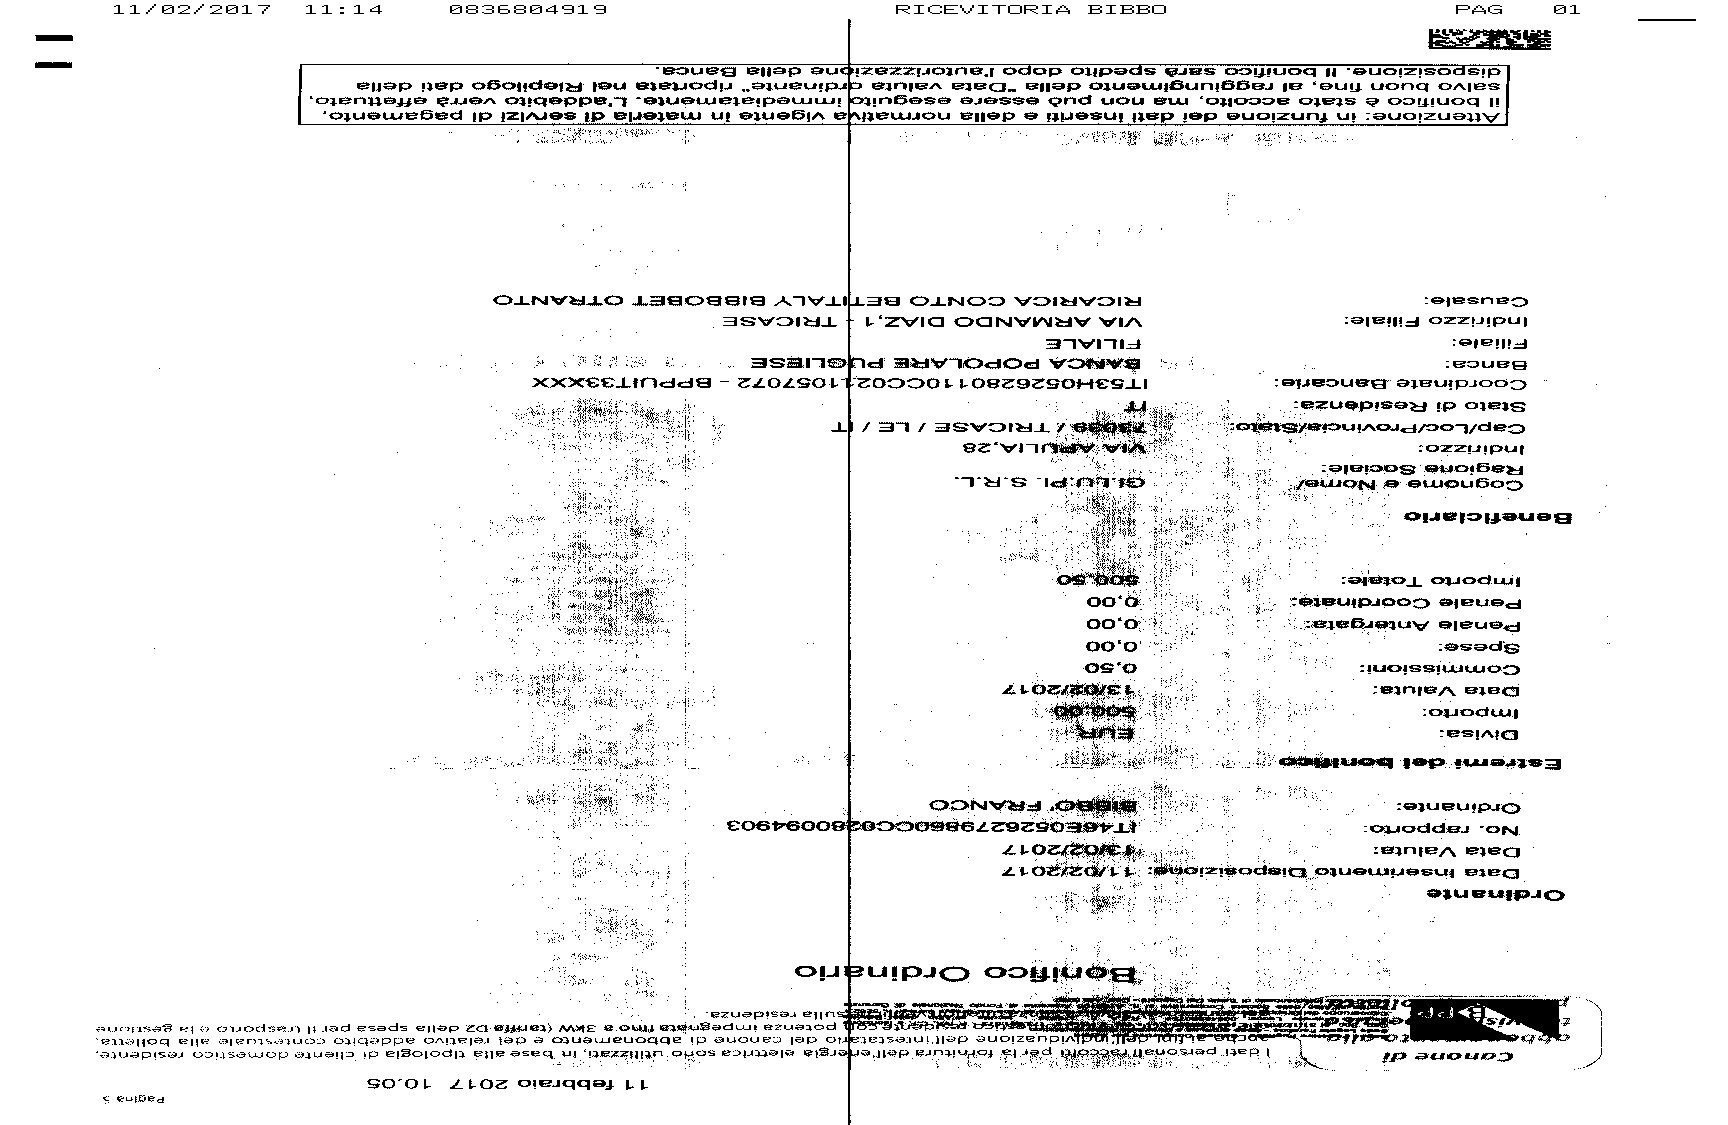 11/02/2017 11:14 0836804919 RICEVITORIA BIBBO PAG 01
Pagina
11 febbraio 2017 10.05
Canone di
I dati personali raccolti per la fornitura dell'energia elettrica sono utilizzati, in base alla tipologia di cliente domestico residente,
anche ai fini dell'individuazione dell'intestatario del canone di abbonamento e del relativo addebito contestuale alla bolletta.
con potenza impegnata fino a 3kW (tariffa D2 della spesa per il trasporto e la gestione
sulla residenza.
Bonifico Ordinario
Ordinante
Data Inserimento Disposizione: 11/02/2017
Data Valuta: 13/02/2017
No. rapporto: IT46E0526279860CC0280094903
Ordinante: BIBBO' FRANCO
Estremi del bonifico
Divisa: EUR
Importo: 500,00
Data Valuta: 13/02/2017
Commissioni: 0,50
Spese: 0,00
Penale Antergata: 0,00
Penale Coordinate: 0,00
Importo Totale: 500,50
Beneficiario
Cognome e Nome/ GI.LU.PI. S.R.L.
Ragione Sociale:
Indirizzo: VIA APULIA,28
Cap/Loc/Provincia/Stato: 73039 / TRICASE / LE / IT
Stato di Residenza: IT
Coordinate Bancarie: IT53H0526280110CC0211057072 - BPPUIT33XXX
Banca: BANCA POPOLARE PUGLIESE
Filiale: FILIALE
Indirizzo Filiale: VIA ARMANDO DIAZ,1 - TRICASE
Causale: RICARICA CONTO BETITALY BIBBOBET OTRANTO
Attenzione: in funzione dei dati inseriti e della normativa vigente in materia di servizi di pagamento,
il bonifico è stato accolto, ma non può essere eseguito immediatamente. L'addebito verrà effettuato,
salvo buon fine, al raggiungimento della "Data valuta ordinante" riportata nel Riepilogo dati della
disposizione. Il bonifico sarà spedito dopo l'autorizzazione della Banca.